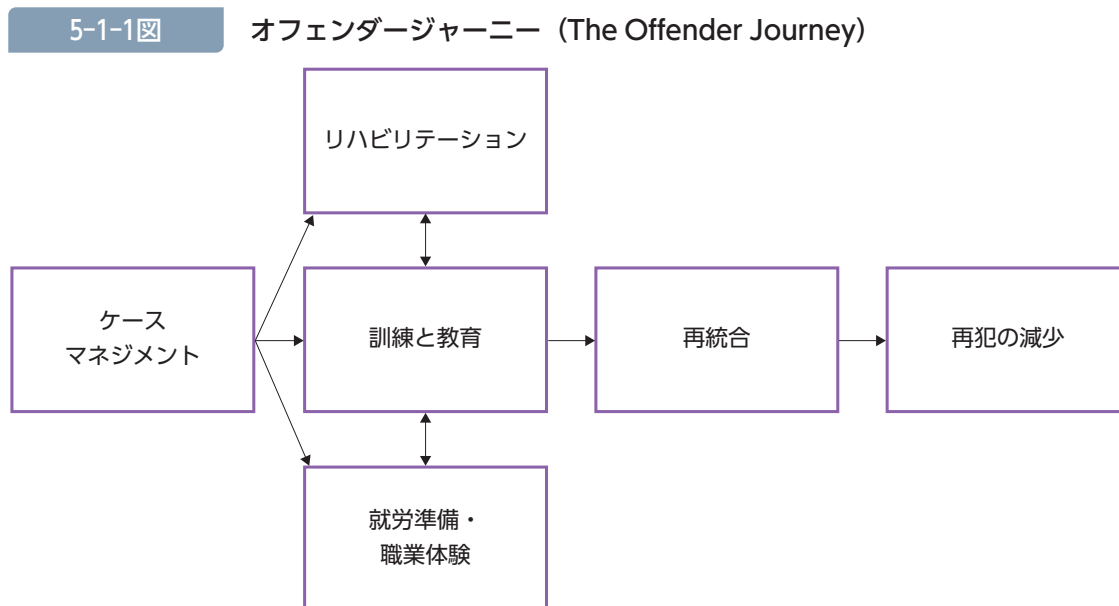 5-1-1図 オフェンダージャーニー（The Offender Journey）
リハビリテーション
ケース
マネジメント
訓練と教育
再統合
再犯の減少
就労準備・
職業体験